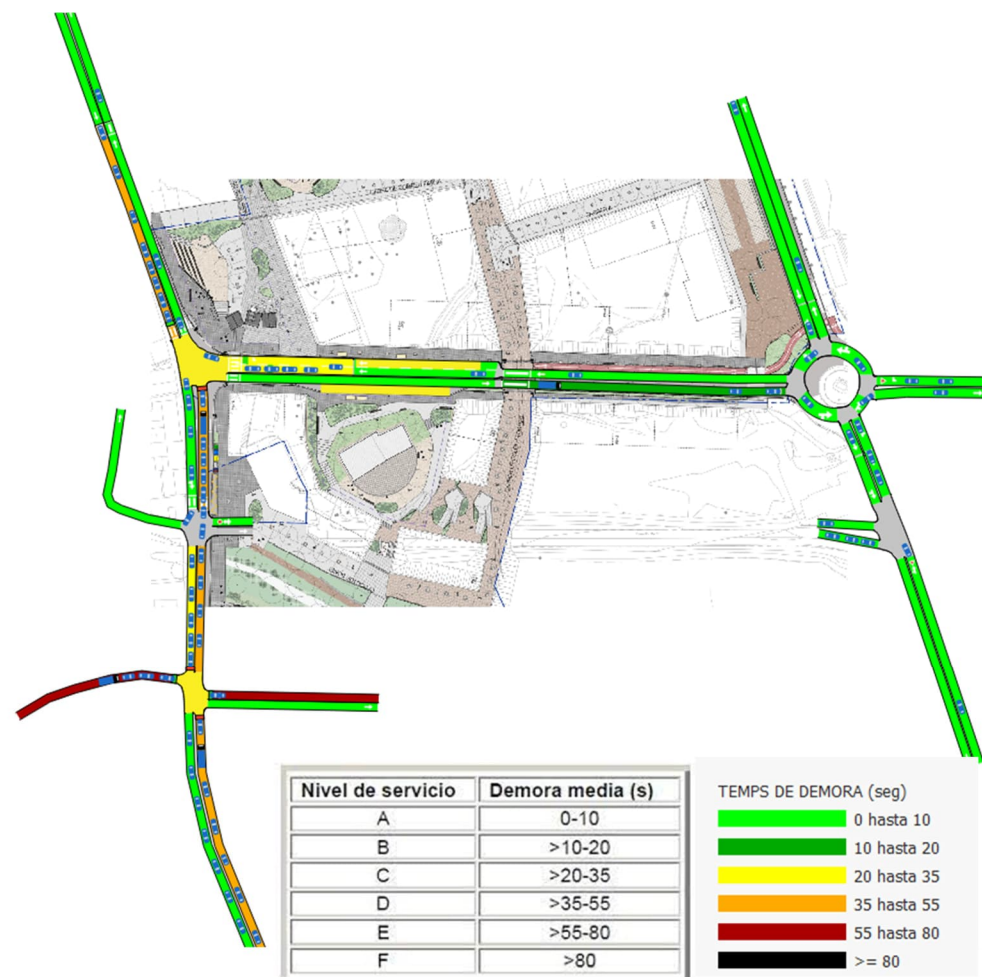 Nivel de servicio Demora media (s)
A 0-10
B >10-20
C >20-35
D >35-55
E >55-80
F >80
TEMPS DE DEMORA (seg)
0 hasta 10
10 hasta 20
20 hasta 35
35 hasta 55
55 hasta 80
>= 80